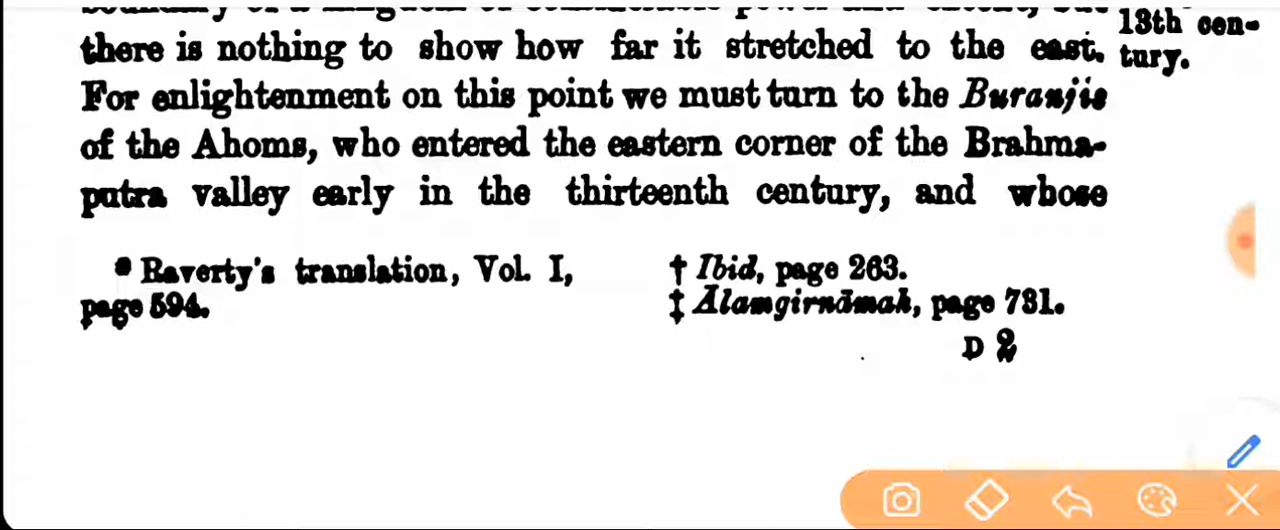 13th cen-
there is nothing to show how far it stretched to the east.
tury.
For enlightenment on this point we must turn to the Buranjis
of the Ahoms, who entered the eastern corner of the Brahma-
putra valley early in the thirteenth century, and whose
* Raverty's translation, Vol. I,
page 594.
† Ibid, page 263.
‡ Ālamgirnāmah, page 731.
D 2